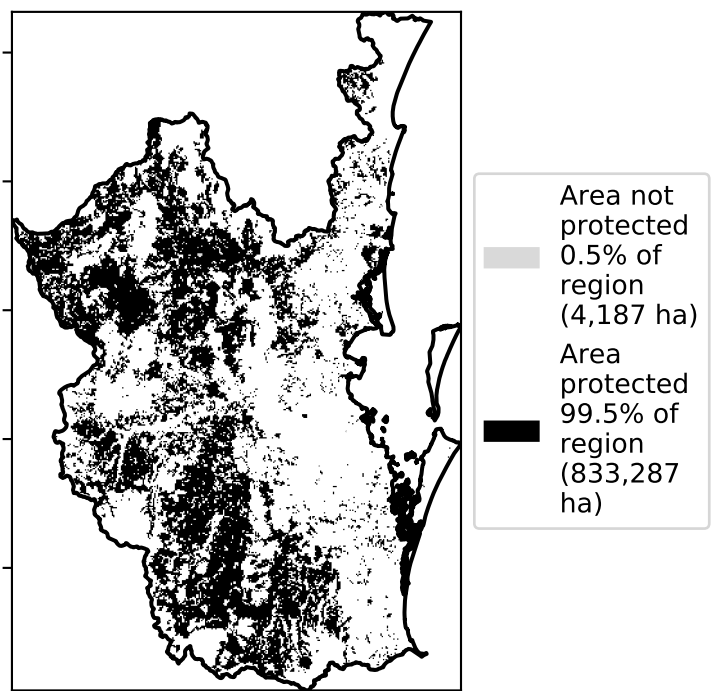 Area not
protected
0.5% of
region
(4,187 ha)
Area
protected
99.5% of
region
(833,287
ha)